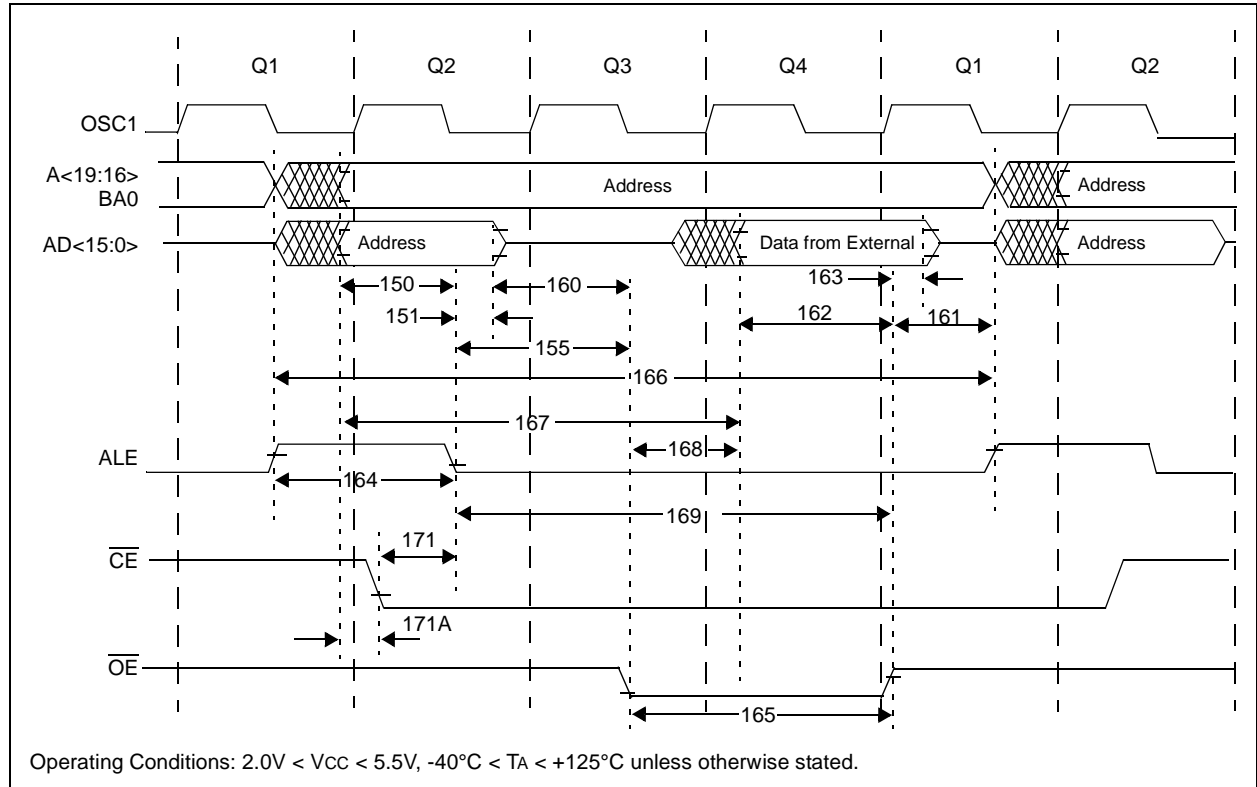 Q1 Q2 Q3 Q4 Q1 Q2
OSC1
A<19:16>
BA0
Address
Address
AD<15:0>
Address
Data from External
Address
150
160
163
151
162
161
155
166
167
168
ALE
164
169
171
CE
171A
OE
165
Operating Conditions: 2.0V < VCC < 5.5V, -40°C < TA < +125°C unless otherwise stated.